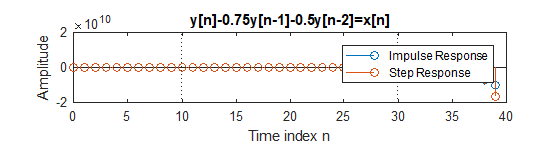 y[n]-0.75y[n-1]-0.5y[n-2]=x[n]
×10^10
2
0
-2
Amplitude
Impulse Response
Step Response
0 5 10 15 20 25 30 35 40
Time index n